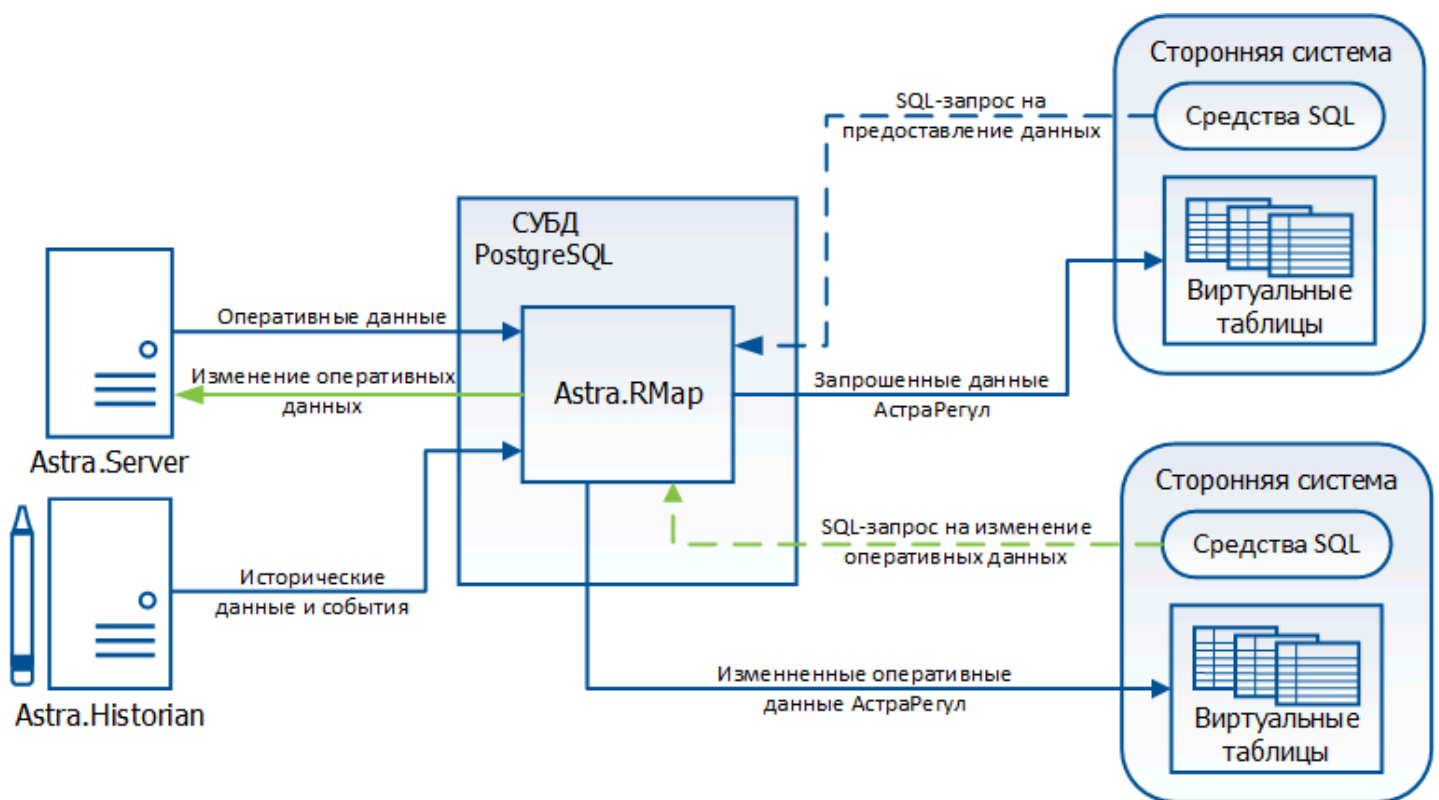 Сторонняя система
Средства SQL
Виртуальные
таблицы
SQL-запрос на
предоставление данных
СУБД
PostgreSQL
Astra.RMap
Оперативные данные
Изменение оперативных
данных
Astra.Server
Запрошенные данные
АстраРегул
Исторические
данные и события
Astra.Historian
SQL-запрос на изменение
оперативных данных
Измненные оперативные
данные АстраРегул
Сторонняя система
Средства SQL
Виртуальные
таблицы